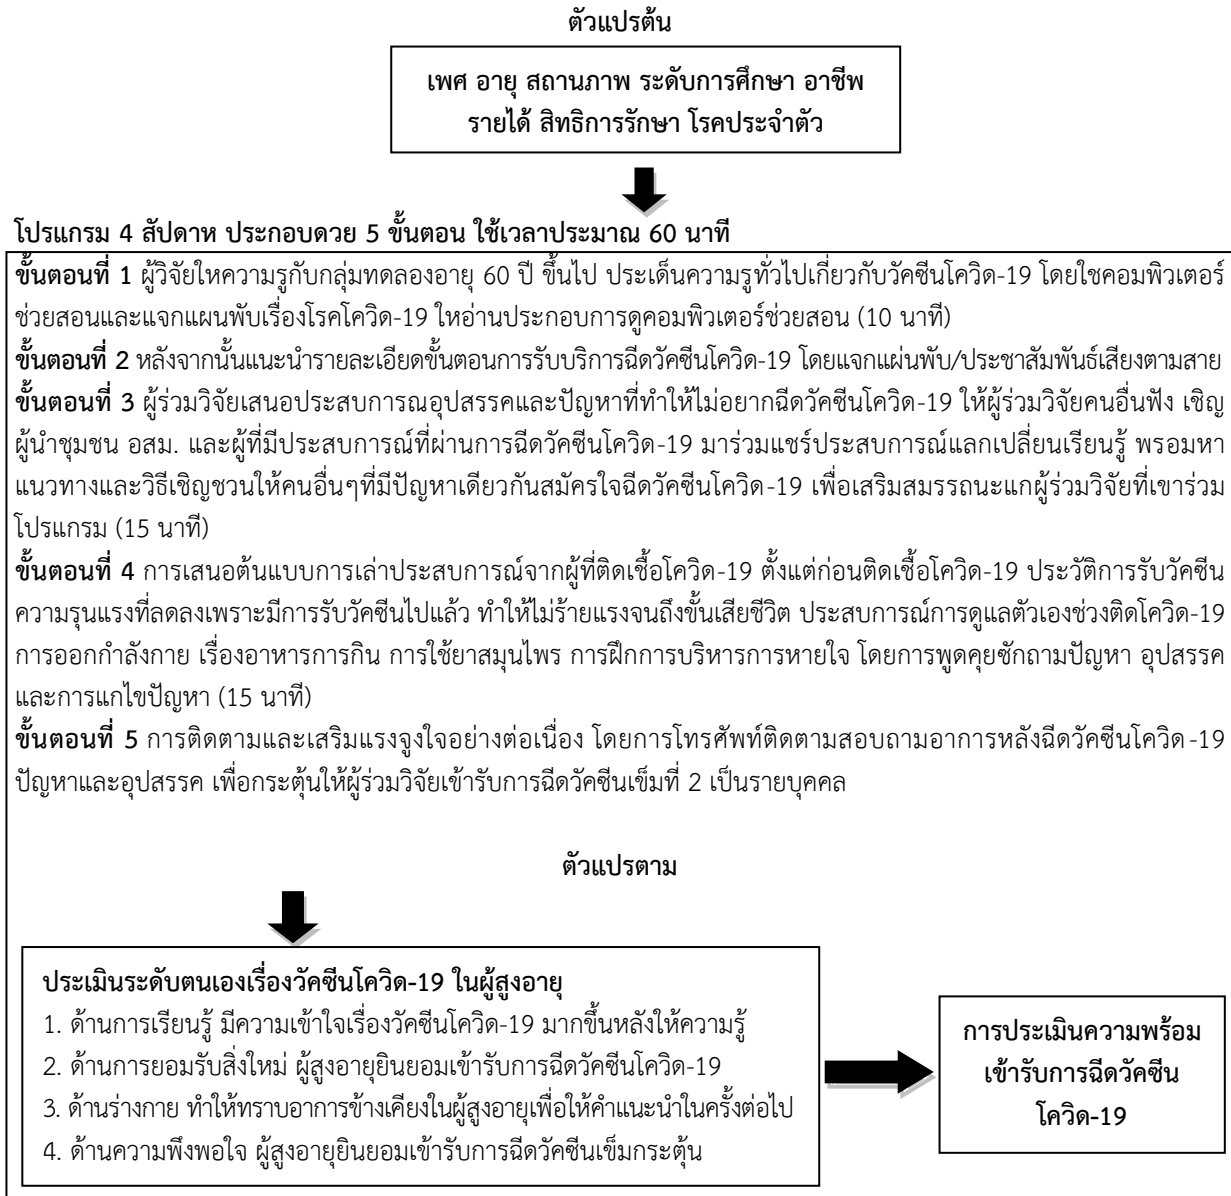 ตัวแปรต้น
เพศ อายุ สถานภาพ ระดับการศึกษา อาชีพ
รายได้ สิทธิการรักษา โรคประจำตัว
โปรแกรม 4 สัปดาห ประกอบดวย 5 ขั้นตอน ใช้เวลาประมาณ 60 นาที
ขั้นตอนที่ 1 ผู้วิจัยใหความรูกับกลุ่มทดลองอายุ 60 ปี ขึ้นไป ประเด็นความรูทั่วไปเกี่ยวกับวัคซีนโควิด-19 โดยใชคอมพิวเตอร์
ช่วยสอนและแจกแผนพับเรื่องโรคโควิด-19 ใหอ่านประกอบการดูคอมพิวเตอร์ช่วยสอน (10 นาที)
ขั้นตอนที่ 2 หลังจากนั้นแนะนำรายละเอียดขั้นตอนการรับบริการฉีดวัคซีนโควิด-19 โดยแจกแผ่นพับ/ประชาสัมพันธ์เสียงตามสาย
ขั้นตอนที่ 3 ผู้ร่วมวิจัยเสนอประสบการณอุปสรรคและปัญหาที่ทำให้ไม่อยากฉีดวัคซีนโควิด-19 ให้ผู้ร่วมวิจัยคนอื่นฟัง เชิญ
ผู้นำชุมชน อสม. และผู้ที่มีประสบการณ์ที่ผ่านการฉีดวัคซีนโควิด-19 มาร่วมแชร์ประสบการณ์แลกเปลี่ยนเรียนรู้ พรอมหา
แนวทางและวิธีเชิญชวนให้คนอื่นๆที่มีปัญหาเดียวกันสมัครใจฉีดวัคซีนโควิด-19 เพื่อเสริมสมรรถนะแกผู้ร่วมวิจัยที่เขาร่วม
โปรแกรม (15 นาที)
ขั้นตอนที่ 4 การเสนอต้นแบบการเล่าประสบการณ์จากผู้ที่ติดเชื้อโควิด-19 ตั้งแต่ก่อนติดเชื้อโควิด-19 ประวัติการรับวัคซีน
ความรุนแรงที่ลดลงเพราะมีการรับวัคซีนไปแล้ว ทำให้ไม่ร้ายแรงจนถึงขั้นเสียชีวิต ประสบการณ์การดูแลตัวเองช่วงติดโควิด-19
การออกกำลังกาย เรื่องอาหารการกิน การใช้ยาสมุนไพร การฝึกการบริหารการหายใจ โดยการพูดคุยซักถามปัญหา อุปสรรค
และการแกไขปัญหา (15 นาที)
ขั้นตอนที่ 5 การติดตามและเสริมแรงจูงใจอย่างต่อเนื่อง โดยการโทรศัพท์ติดตามสอบถามอาการหลังฉีดวัคซีนโควิด-19
ปัญหาและอุปสรรค เพื่อกระตุ้นให้ผู้ร่วมวิจัยเข้ารับการฉีดวัคซีนเข็มที่ 2 เป็นรายบุคคล
ตัวแปรตาม
ประเมินระดับตนเองเรื่องวัคซีนโควิด-19 ในผู้สูงอายุ
1. ด้านการเรียนรู้ มีความเข้าใจเรื่องวัคซีนโควิด-19 มากขึ้นหลังให้ความรู้
2. ด้านการยอมรับสิ่งใหม่ ผู้สูงอายุยินยอมเข้ารับการฉีดวัคซีนโควิด-19
3. ด้านร่างกาย ทำให้ทราบอาการข้างเคียงในผู้สูงอายุเพื่อให้คำแนะนำในครั้งต่อไป
4. ด้านความพึงพอใจ ผู้สูงอายุยินยอมเข้ารับการฉีดวัคซีนเข็มกระตุ้น
การประเมินความพร้อม
เข้ารับการฉีดวัคซีน
โควิด-19